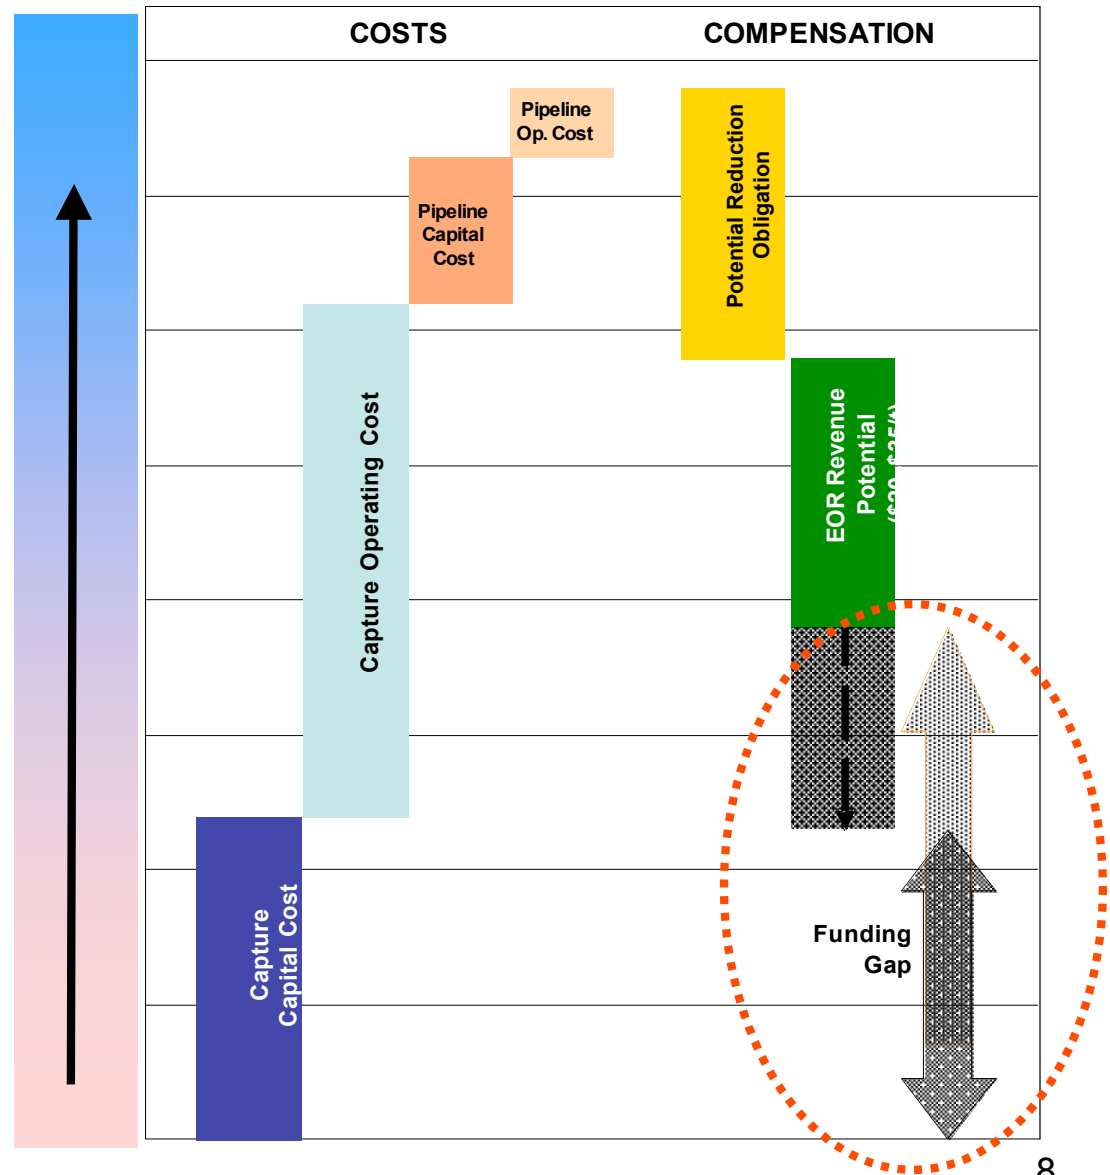 COSTS
COMPENSATION
Pipeline
Op. Cost
Pipeline
Capital
Cost
Capture Operating Cost
Capture
Capital Cost
Potential Reduction
Obligation
EOR Revenue
Potential
Funding
Gap
8